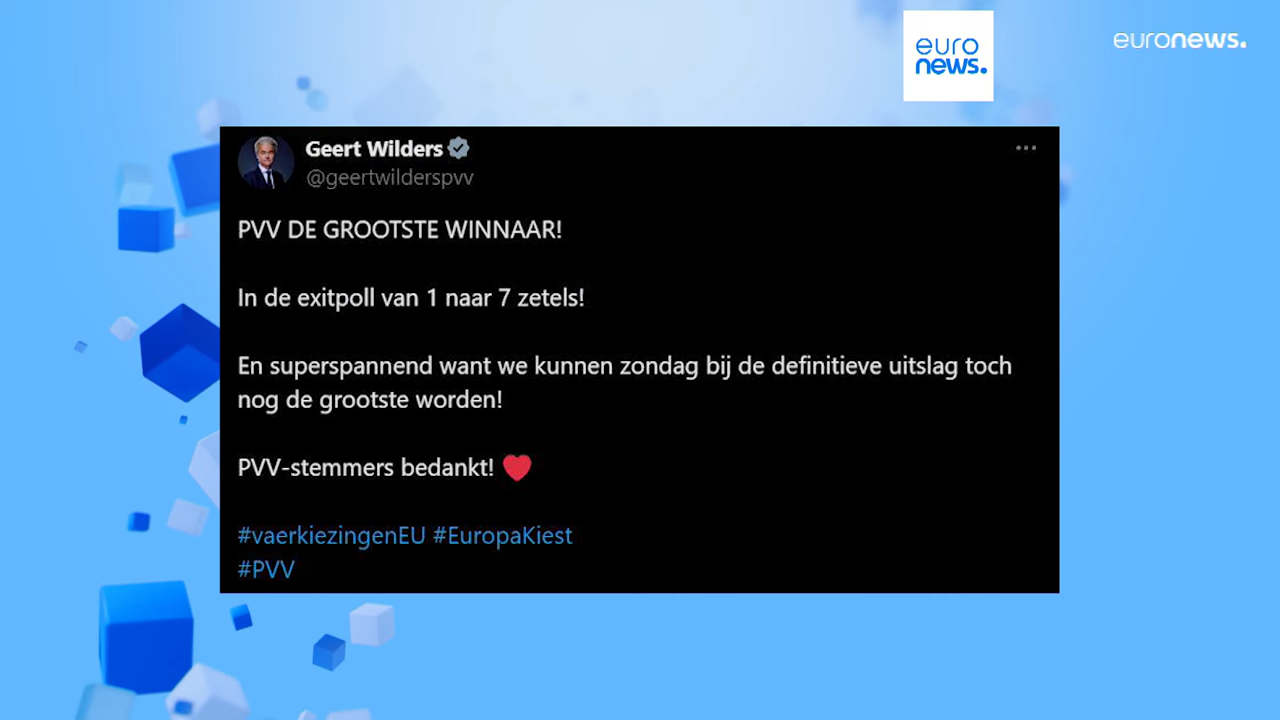 euro
news.
euronews.
Geert Wilders
@geertwilderspvv
PVV DE GROOTSTE WINNAAR!
In de exitpoll van 1 naar 7 zetels!
En superspannend want we kunnen zondag bij de definitieve uitslag toch
nog de grootste worden!
PVV-stemmers bedankt! ❤
#vaerkiezingenEU #EuropaKiest
#PVV